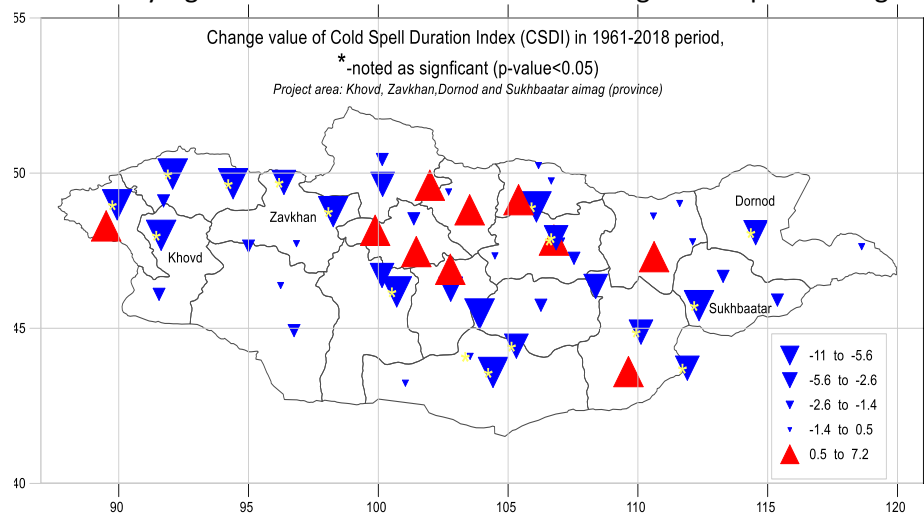 Change value of Cold Spell Duration Index (CSDI) in 1961-2018 period,
*-noted as signficant (p-value<0.05)
Project area: Khovd, Zavkhan,Dornod and Sukhbaatar aimag (province)
55
50
45
40
Dornod
Zavkhan
Khovd
Sukhbaatar
-11 to -5.6
-5.6 to -2.6
-2.6 to -1.4
-1.4 to 0.5
0.5 to 7.2
90
95
100
105
110
115
120